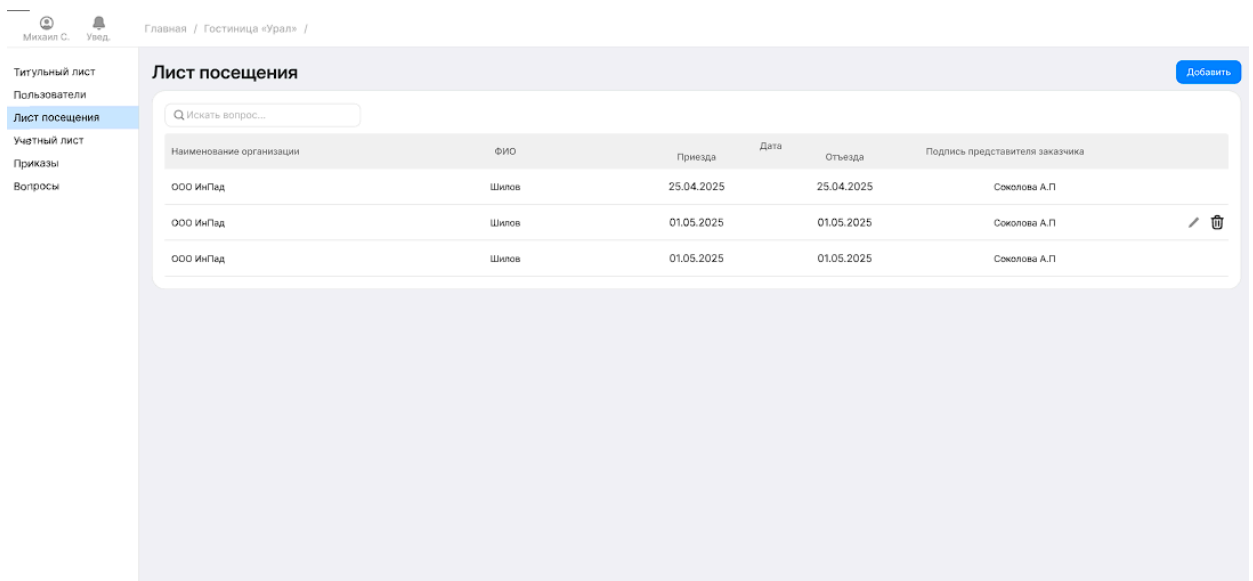 Михаил С. Увед. Главная / Гостиница «Урал» /
Титульный лист
Пользователи
Лист посещения
Учетный лист
Приказы
Вопросы
Лист посещения Добавить
Искать вопрос...
Наименование организации ФИО Дата Подпись представителя заказчика
Приезда Отъезда
ООО ИнПад Шилов 25.04.2025 25.04.2025 Соколова А.П
ООО ИнПад Шилов 01.05.2025 01.05.2025 Соколова А.П
ООО ИнПад Шилов 01.05.2025 01.05.2025 Соколова А.П